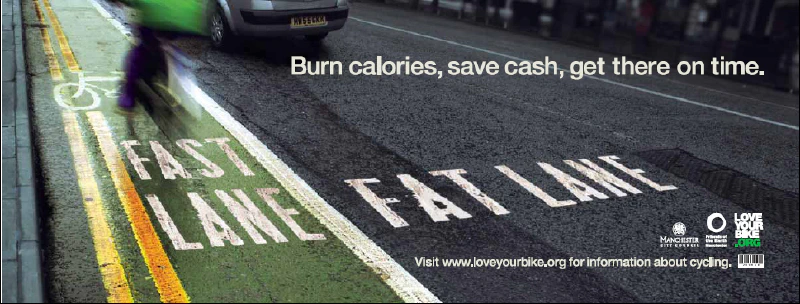 Burn calories, save cash, get there on time.
FAST
LANE
FAT LANE
MANCHESTER
CITY COUNCIL
Friends of
the Earth
Manchester
LOVE
YOUR
BIKE
.ORG
Visit www.loveyourbike.org for information about cycling.